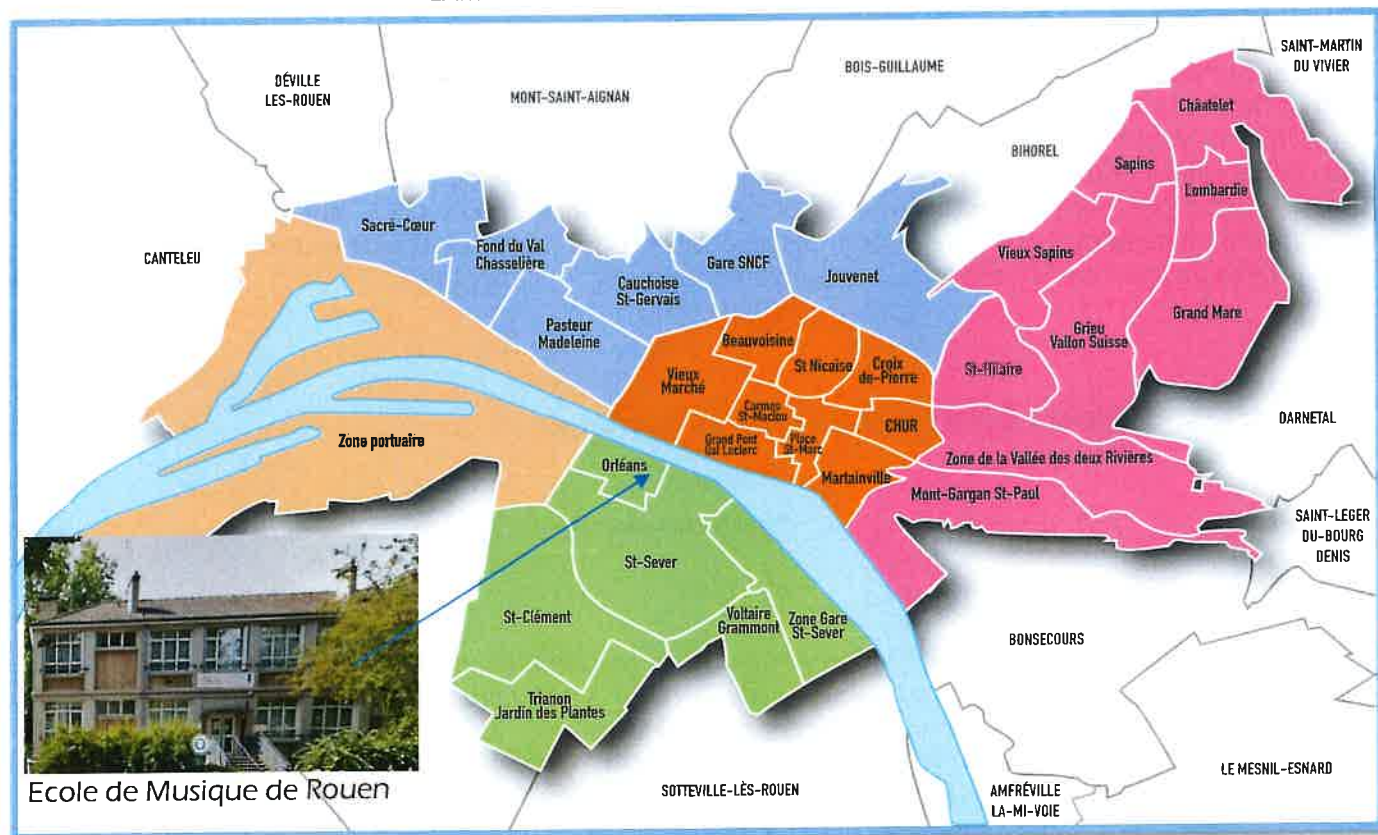 DÉVILLE
LES-ROUEN
MONT-SAINT-AIGNAN
BOIS-GUILLAUME
SAINT-MARTIN
DU VIVIER
Châatelet
BIHOREL
Sapins
Lombardie
Sacré-Cœur
CANTELEU
Fond du Val
Chasselière
Gare SNCF
Jouvenet
Vieux Sapins
Cauchoise
St-Gervais
Grand Mare
Pasteur
Madeleine
Grieu
Vallon Suisse
Beauvoisine
St Nicaise
Croix
de-Pierre
St-Hilaire
Vieux
Marché
Carmes
St-Maclou
CHUR
DARNETAL
Zone portuaire
Grand Pont
Gal Leclerc
Place
St-Marc
Orléans
Martainville
Zone de la Vallée des deux Rivières
Mont-Gargan St-Paul
SAINT-LEGER
DU-BOURG
DENIS
St-Sever
St-Clément
Voltaire
Grammont
Zone Gare
St-Sever
BONSECOURS
Trianon
Jardin des Plantes
Ecole de Musique de Rouen
SOTTEVILLE-LÈS-ROUEN
AMFRÉVILLE
LA-MI-VOIE
LE MESNIL-ESNARD